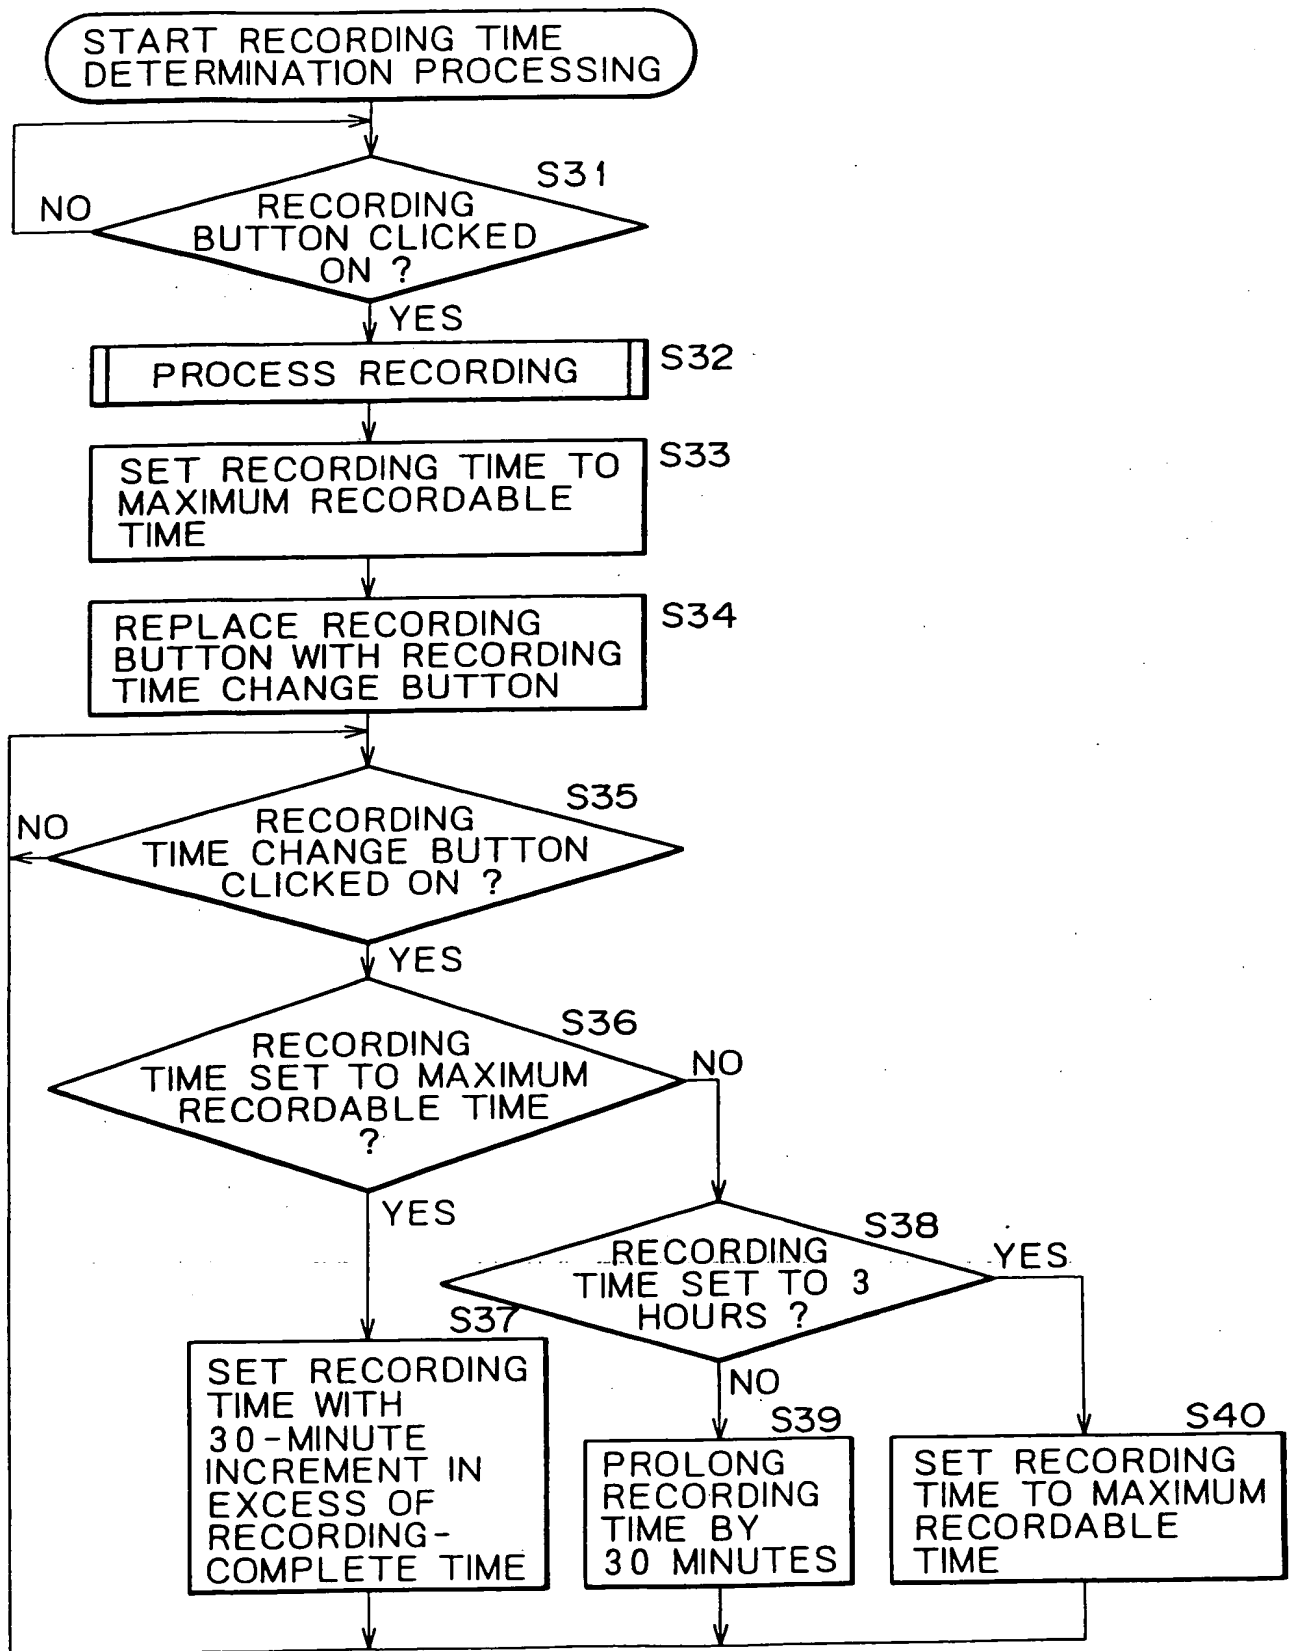 START RECORDING TIME
DETERMINATION PROCESSING
S31
NO
RECORDING
BUTTON CLICKED
ON ?
YES
PROCESS RECORDING
S32
SET RECORDING TIME TO
MAXIMUM RECORDABLE
TIME
S33
REPLACE RECORDING
BUTTON WITH RECORDING
TIME CHANGE BUTTON
S34
S35
NO
RECORDING
TIME CHANGE BUTTON
CLICKED ON ?
YES
S36
RECORDING
TIME SET TO MAXIMUM
RECORDABLE TIME
?
NO
YES
S38
RECORDING
TIME SET TO 3
HOURS ?
YES
S37
SET RECORDING
TIME WITH
30-MINUTE
INCREMENT IN
EXCESS OF
RECORDING-
COMPLETE TIME
NO
S39
PROLONG
RECORDING
TIME BY
30 MINUTES
S40
SET RECORDING
TIME TO MAXIMUM
RECORDABLE
TIME